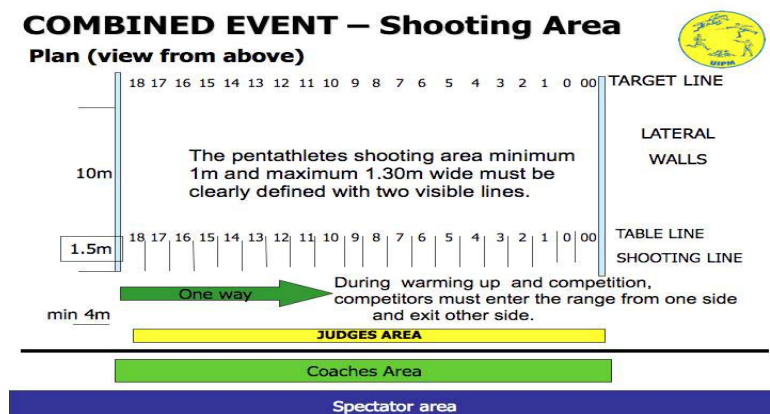 COMBINED EVENT – Shooting Area
Plan (view from above)
UIPM
18 17 16 15 14 13 12 11 10 9 8 7 6 5 4 3 2 1 0 00 TARGET LINE
LATERAL
WALLS
10m
The pentathletes shooting area minimum
1m and maximum 1.30m wide must be
clearly defined with two visible lines.
18 17 16 15 14 13 12 11 10 9 8 7 6 5 4 3 2 1 0 00 TABLE LINE
1.5m
SHOOTING LINE
One way
During warming up and competition,
competitors must enter the range from one side
and exit other side.
min 4m
JUDGES AREA
Coaches Area
Spectator area